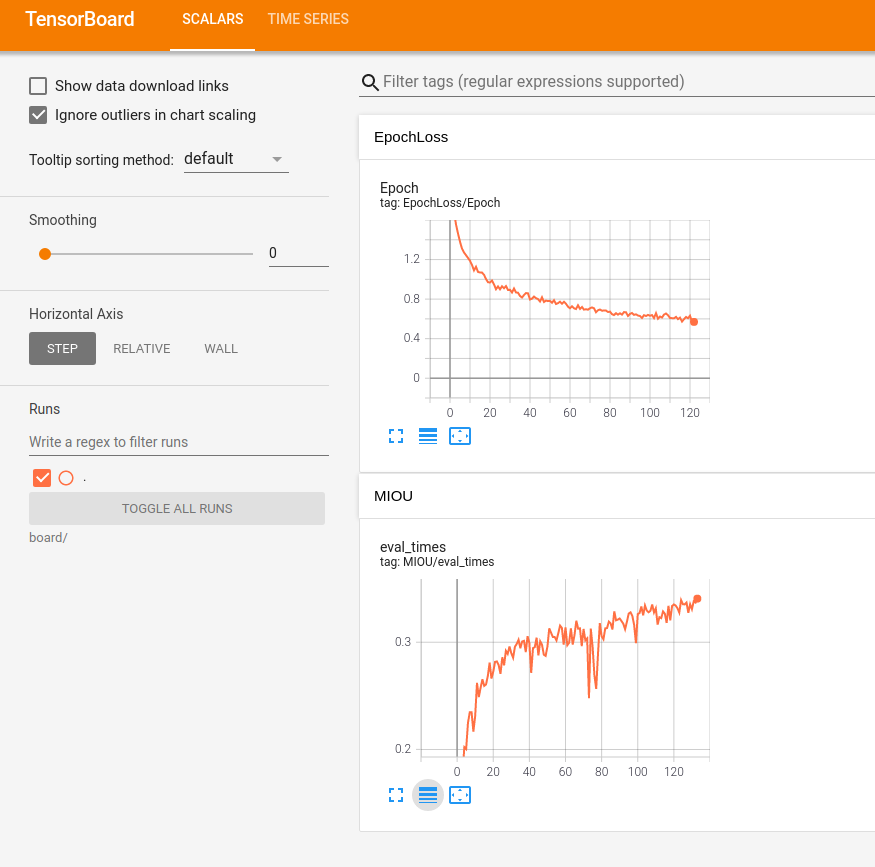 TensorBoard SCALARS TIME SERIES
Show data download links
Ignore outliers in chart scaling
Tooltip sorting method: default
Smoothing
0
Horizontal Axis
STEP RELATIVE WALL
Runs
Write a regex to filter runs
.
TOGGLE ALL RUNS
board/
Filter tags (regular expressions supported)
EpochLoss
Epoch
tag: EpochLoss/Epoch
1.2
0.8
0.4
0
0 20 40 60 80 100 120
MIOU
eval_times
tag: MIOU/eval_times
0.3
0.2
0 20 40 60 80 100 120